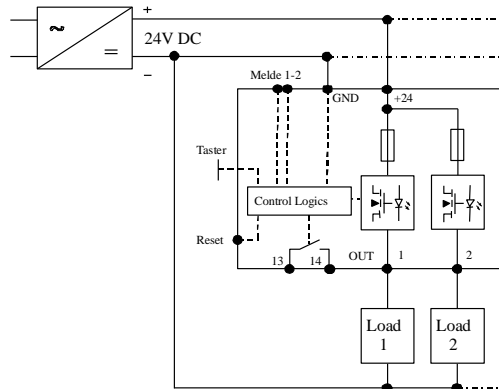 +
~
=
24V DC
−
Melde 1-2
GND
+24
Taster
Control Logics
Reset
13
14
OUT
1
2
Load
1
Load
2